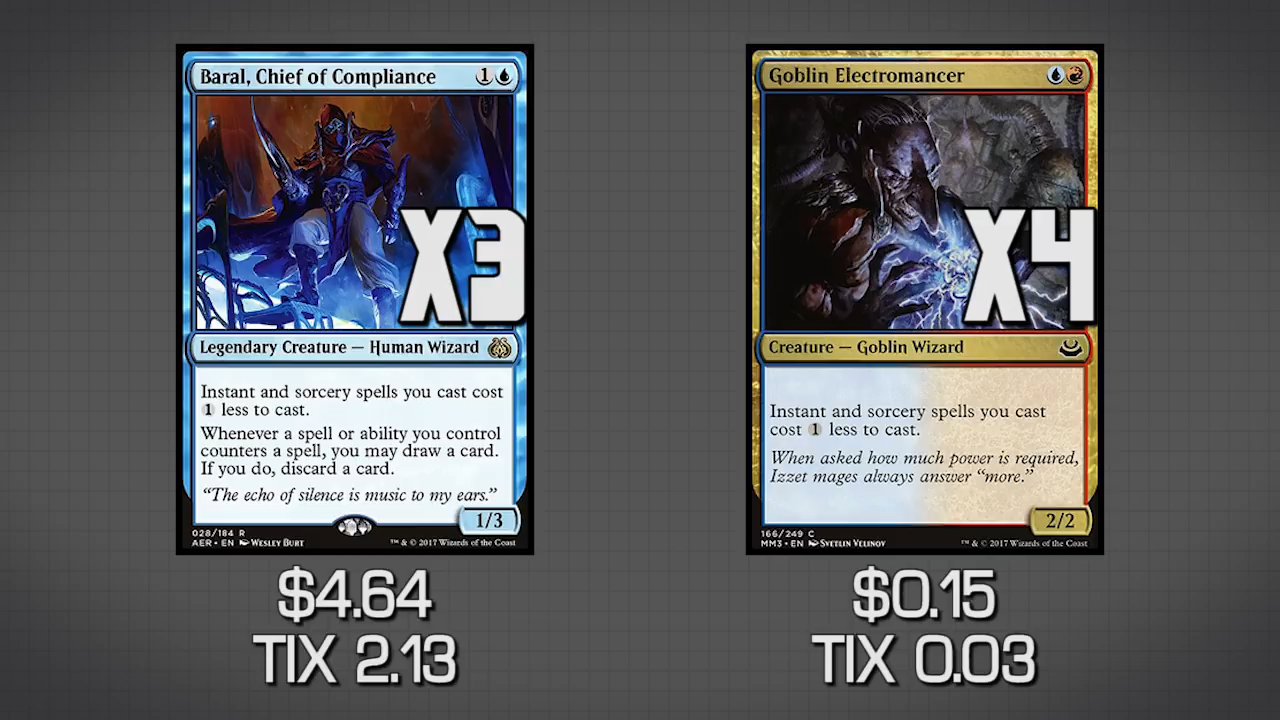 Baral, Chief of Compliance 1
X3
Legendary Creature — Human Wizard
Instant and sorcery spells you cast cost
1 less to cast.
Whenever a spell or ability you control
counters a spell, you may draw a card.
If you do, discard a card.
“The echo of silence is music to my ears.”
1/3
028/184 R
AER • EN Wesley Burt ™ & © 2017 Wizards of the Coast
$4.64
TIX 2.13
Goblin Electromancer
X4
Creature — Goblin Wizard
Instant and sorcery spells you cast
cost 1 less to cast.
When asked how much power is required,
Izzet mages always answer “more.”
2/2
166/249 C
MM3 • EN Svetlin Velinov ™ & © 2017 Wizards of the Coast
$0.15
TIX 0.03